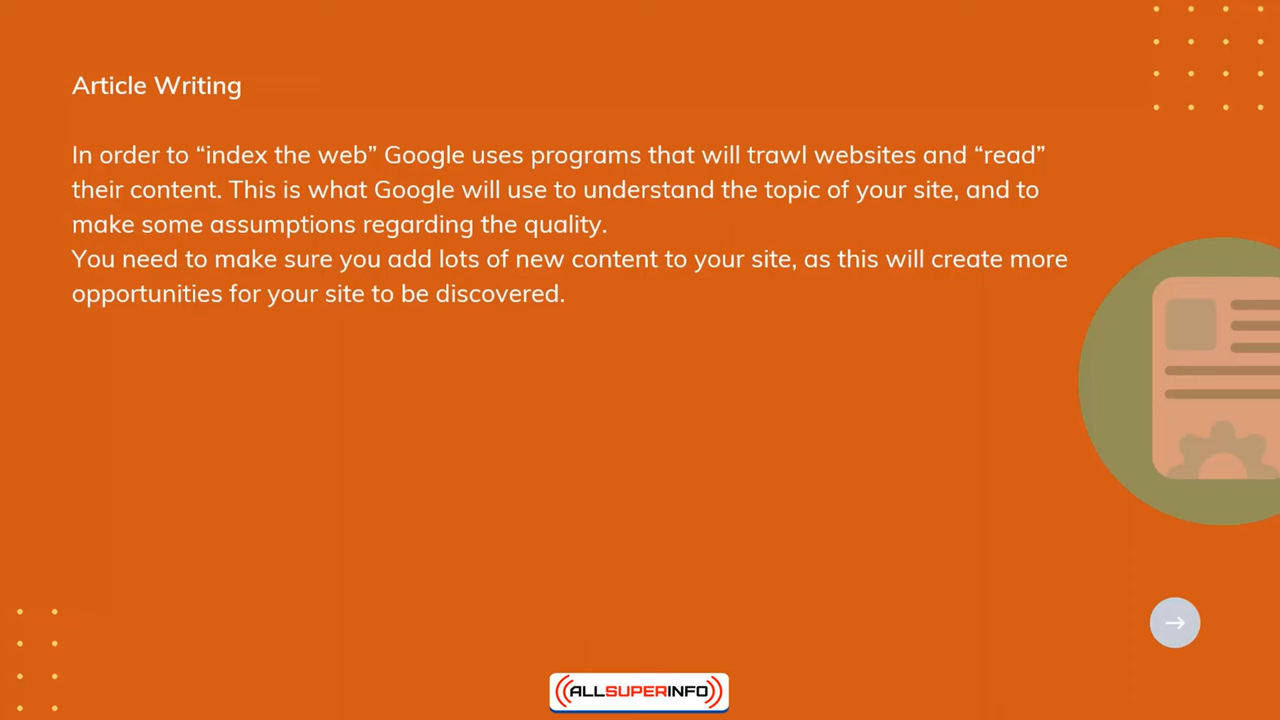 Article Writing
In order to “index the web” Google uses programs that will trawl websites and “read”
their content. This is what Google will use to understand the topic of your site, and to
make some assumptions regarding the quality.
You need to make sure you add lots of new content to your site, as this will create more
opportunities for your site to be discovered.
ALLSUPERINFO